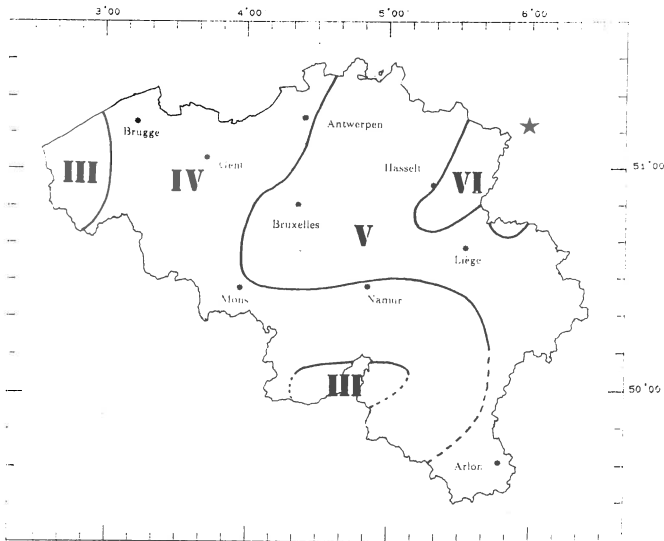 3°00 4°00 5°00 6°00
Brugge
Antwerpen
Gent
III
IV
Hasselt
VI
51°00
Bruxelles
V
Liège
Mons
Namur
III
50°00
Arlon